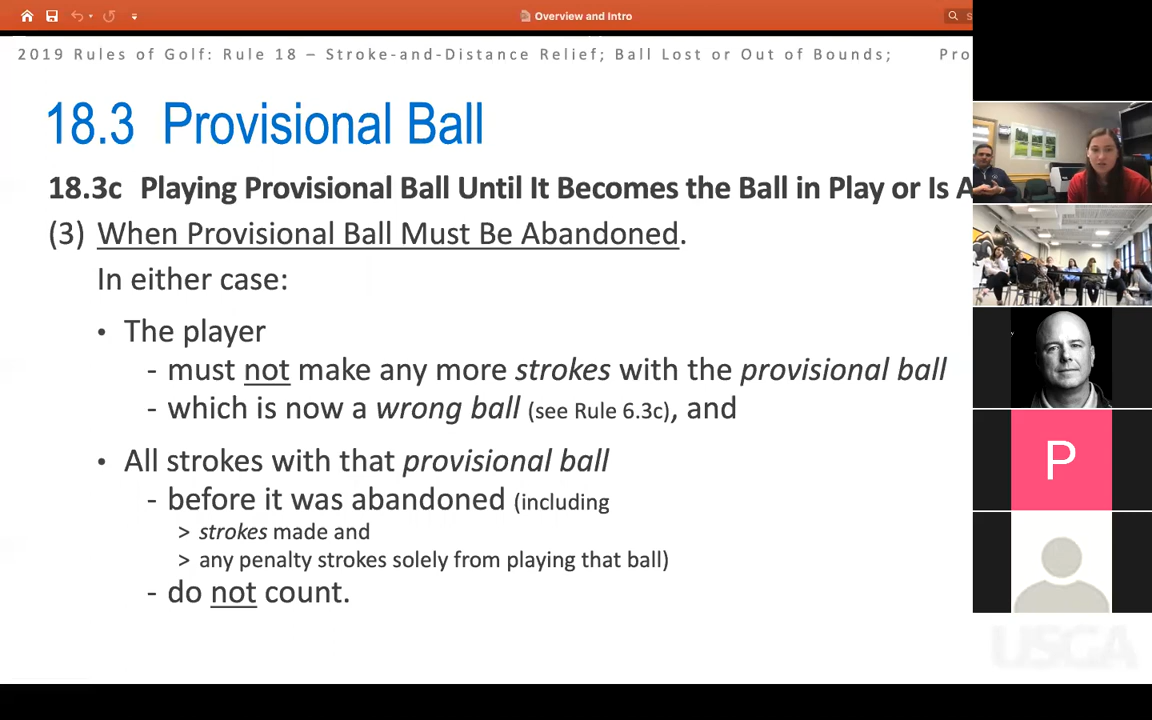 Overview and Intro
S
2019 Rules of Golf: Rule 18 – Stroke-and-Distance Relief; Ball Lost or Out of Bounds; Pro
18.3 Provisional Ball
18.3c Playing Provisional Ball Until It Becomes the Ball in Play or Is A
(3) When Provisional Ball Must Be Abandoned.
In either case:
• The player
- must not make any more strokes with the provisional ball
- which is now a wrong ball (see Rule 6.3c), and
• All strokes with that provisional ball
- before it was abandoned (including
> strokes made and
> any penalty strokes solely from playing that ball)
- do not count.
P
USGA